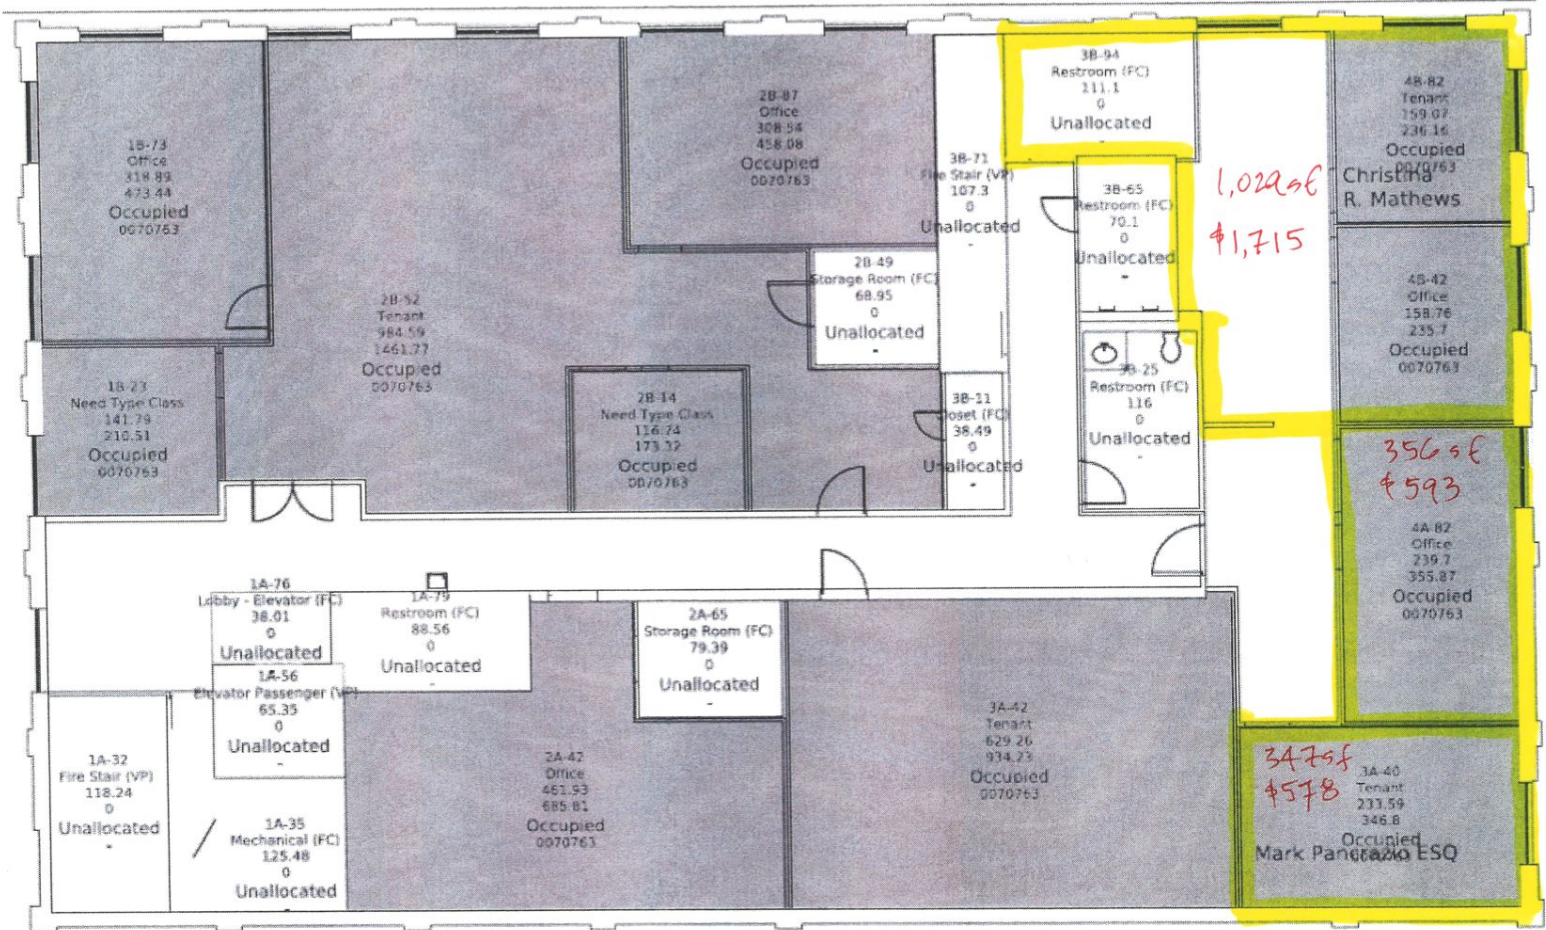 1B-73
Office
318.89
473.44
Occupied
0070763
2B-52
Tenant
984.59
1461.77
Occupied
0070763
2B-87
Office
308.54
458.08
Occupied
0070763
3B-94
Restroom (FC)
111.1
0
Unallocated
-
4B-82
Tenant
159.07
236.16
Occupied
0070763
Christina
R. Mathews
3B-71
Fire Stair (VP)
107.3
0
Unallocated
-
3B-65
Restroom (FC)
70.1
0
Unallocated
-
1,029 sf
$1,715
2B-49
Storage Room (FC)
68.95
0
Unallocated
-
4B-42
Office
158.76
235.7
Occupied
0070763
1B-23
Need Type Class
141.79
210.51
Occupied
0070763
2B-14
Need Type Class
116.74
173.32
Occupied
0070763
3B-11
Closet (FC)
38.49
0
Unallocated
-
3B-25
Restroom (FC)
116
0
Unallocated
-
356 sf
$593
4A-82
Office
239.7
355.87
Occupied
0070763
1A-76
Lobby - Elevator (FC)
38.01
0
Unallocated
-
1A-79
Restroom (FC)
88.56
0
Unallocated
-
2A-65
Storage Room (FC)
79.39
0
Unallocated
-
1A-56
Elevator Passenger (VP)
65.35
0
Unallocated
-
3A-42
Tenant
629.26
934.23
Occupied
0070763
1A-32
Fire Stair (VP)
118.24
0
Unallocated
-
2A-42
Office
461.93
685.81
Occupied
0070763
347 sf
$578
3A-40
Tenant
233.59
346.8
Occupied
Mark Pancrazio ESQ
1A-35
Mechanical (FC)
125.48
0
Unallocated
-